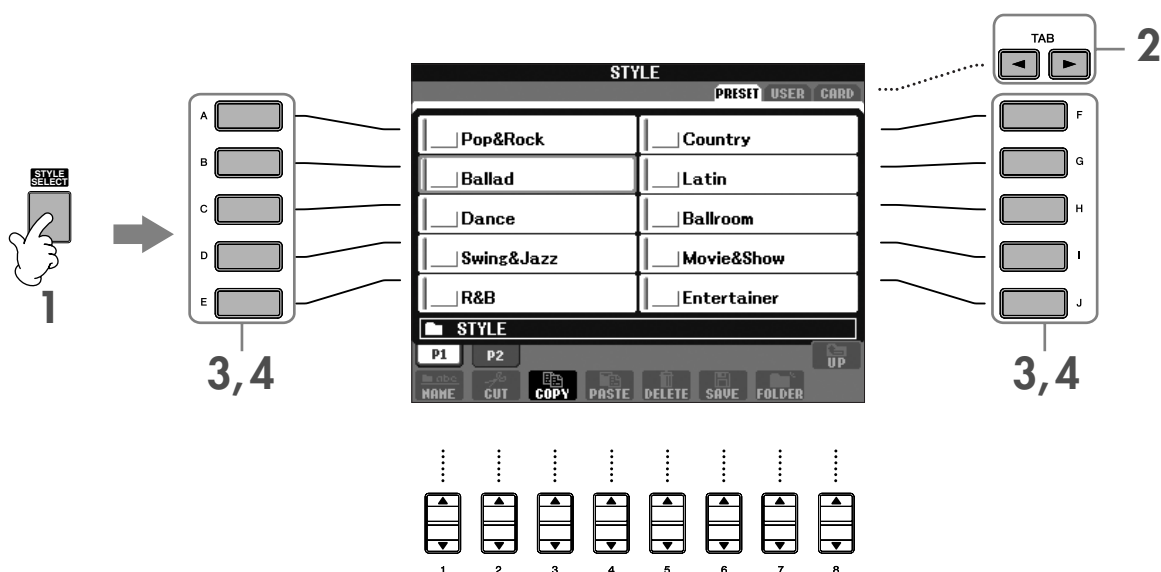 TAB
2
STYLE
PRESET USER CARD
A
B
C
D
E
STYLE
SELECT
1
3, 4
Pop&Rock
Country
Ballad
Latin
Dance
Ballroom
Swing&Jazz
Movie&Show
R&B
Entertainer
STYLE
P1 P2
UP
abc
NAME CUT COPY PASTE DELETE SAVE FOLDER
F
G
H
I
J
3, 4
1 2 3 4 5 6 7 8